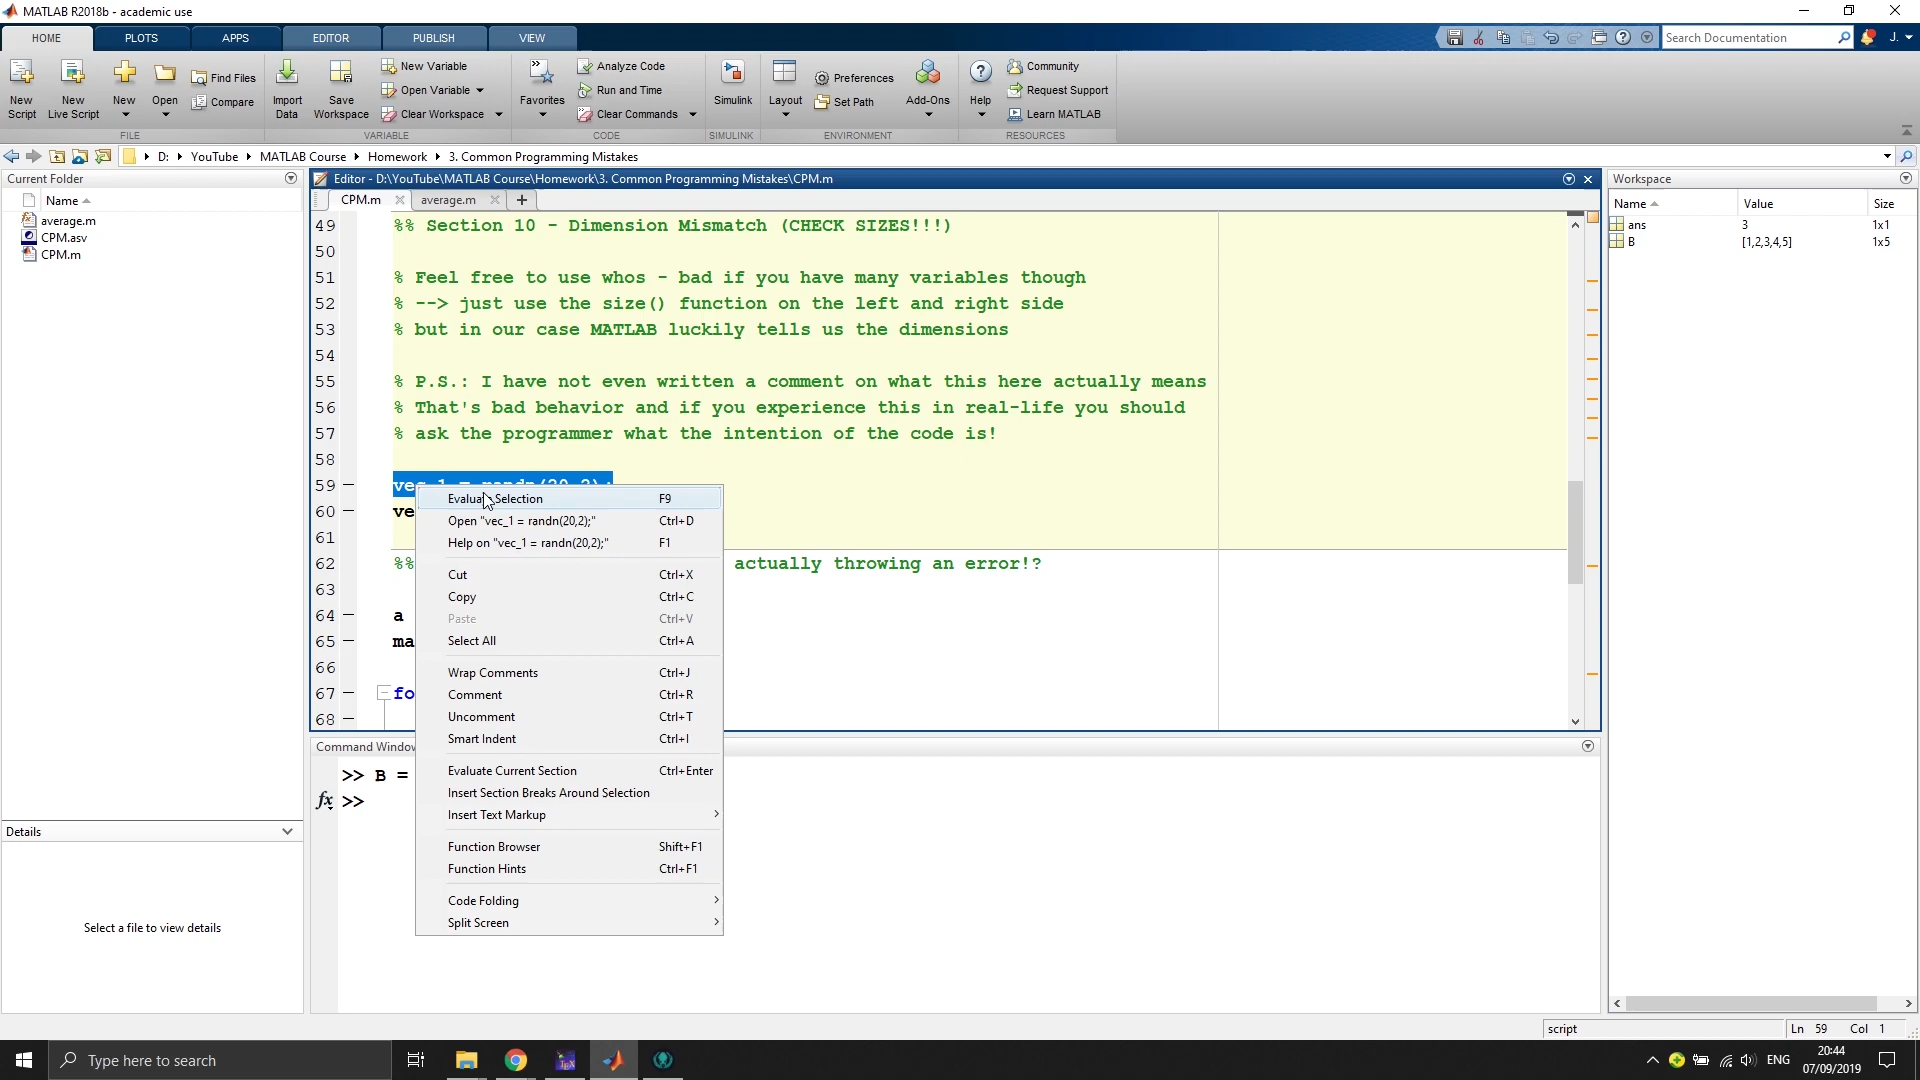 MATLAB R2018b - academic use
HOME
PLOTS
APPS
EDITOR
PUBLISH
VIEW
Search Documentation
J.
New Script
New Live Script
New
Open
Find Files
Compare
Import Data
Save Workspace
New Variable
Open Variable
Clear Workspace
Favorites
Analyze Code
Run and Time
Clear Commands
Simulink
Layout
Preferences
Set Path
Add-Ons
Help
Community
Request Support
Learn MATLAB
FILE
VARIABLE
CODE
SIMULINK
ENVIRONMENT
RESOURCES
D: YouTube MATLAB Course Homework 3. Common Programming Mistakes
Current Folder
Name
average.m
CPM.asv
CPM.m
Details
Select a file to view details
Editor - D:\YouTube\MATLAB Course\Homework\3. Common Programming Mistakes\CPM.m
CPM.m
average.m
49 %% Section 10 - Dimension Mismatch (CHECK SIZES!!!)
50
51 % Feel free to use whos - bad if you have many variables though
52 % --> just use the size() function on the left and right side
53 % but in our case MATLAB luckily tells us the dimensions
54
55 % P.S.: I have not even written a comment on what this here actually means
56 % That's bad behavior and if you experience this in real-life you should
57 % ask the programmer what the intention of the code is!
58
59 - vec_1 = randn(20,2);
60 - ve
61
62 %% actually throwing an error!?
63
64 - a
65 - ma
66
67 - fo
68 -
Evaluate Selection F9
Open "vec_1 = randn(20,2);" Ctrl+D
Help on "vec_1 = randn(20,2);" F1
Cut Ctrl+X
Copy Ctrl+C
Paste Ctrl+V
Select All Ctrl+A
Wrap Comments Ctrl+J
Comment Ctrl+R
Uncomment Ctrl+T
Smart Indent Ctrl+I
Evaluate Current Section Ctrl+Enter
Insert Section Breaks Around Selection
Insert Text Markup
Function Browser Shift+F1
Function Hints Ctrl+F1
Code Folding
Split Screen
Command Window
>> B =
fx >>
Workspace
Name Value Size
ans 3 1x1
B [1,2,3,4,5] 1x5
script
Ln 59 Col 1
Type here to search
ENG
20:44
07/09/2019